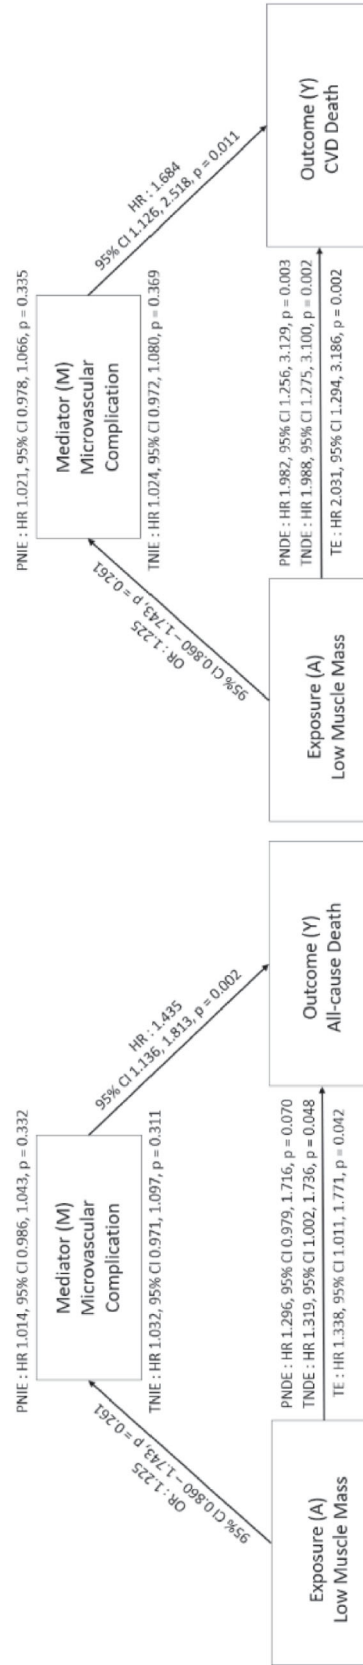 PNIE : HR 1.014, 95% CI 0.986, 1.043, p = 0.332
Mediator (M)
Microvascular
Complication
TNIE : HR 1.032, 95% CI 0.971, 1.097, p = 0.311
OR : 1.225
95% CI 0.860 – 1.743, p = 0.261
HR : 1.435
95% CI 1.136, 1.813, p = 0.002
Exposure (A)
Low Muscle Mass
PNDE : HR 1.296, 95% CI 0.979, 1.716, p = 0.070
TNDE : HR 1.319, 95% CI 1.002, 1.736, p = 0.048
TE : HR 1.338, 95% CI 1.011, 1.771, p = 0.042
Outcome (Y)
All-cause Death
PNIE : HR 1.021, 95% CI 0.978, 1.066, p = 0.335
Mediator (M)
Microvascular
Complication
TNIE : HR 1.024, 95% CI 0.972, 1.080, p = 0.369
OR : 1.225
95% CI 0.860 – 1.743, p = 0.261
HR : 1.684
95% CI 1.126, 2.518, p = 0.011
Exposure (A)
Low Muscle Mass
PNDE : HR 1.982, 95% CI 1.256, 3.129, p = 0.003
TNDE : HR 1.988, 95% CI 1.275, 3.100, p = 0.002
TE : HR 2.031, 95% CI 1.294, 3.186, p = 0.002
Outcome (Y)
CVD Death